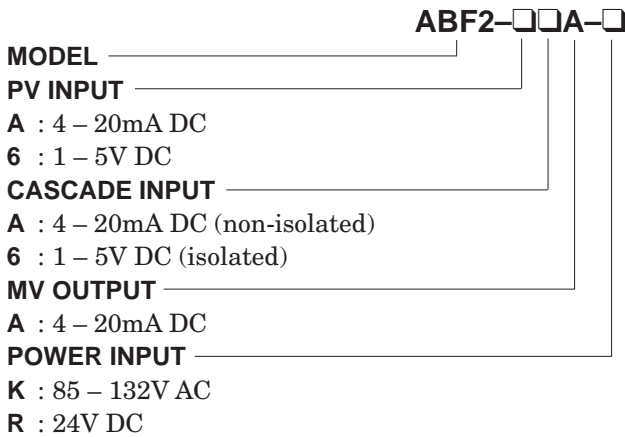 ABF2–❏❏A–❏
MODEL
PV INPUT
A : 4 – 20mA DC
6 : 1 – 5V DC
CASCADE INPUT
A : 4 – 20mA DC (non-isolated)
6 : 1 – 5V DC (isolated)
MV OUTPUT
A : 4 – 20mA DC
POWER INPUT
K : 85 – 132V AC
R : 24V DC